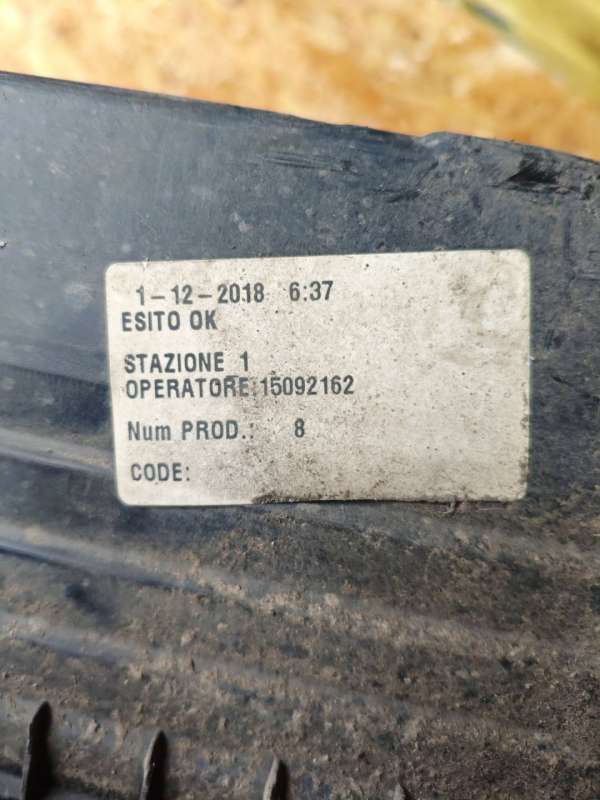 1-12-2018 6:37
ESITO OK
STAZIONE 1
OPERATORE:15092162
Num PROD.: 8
CODE: